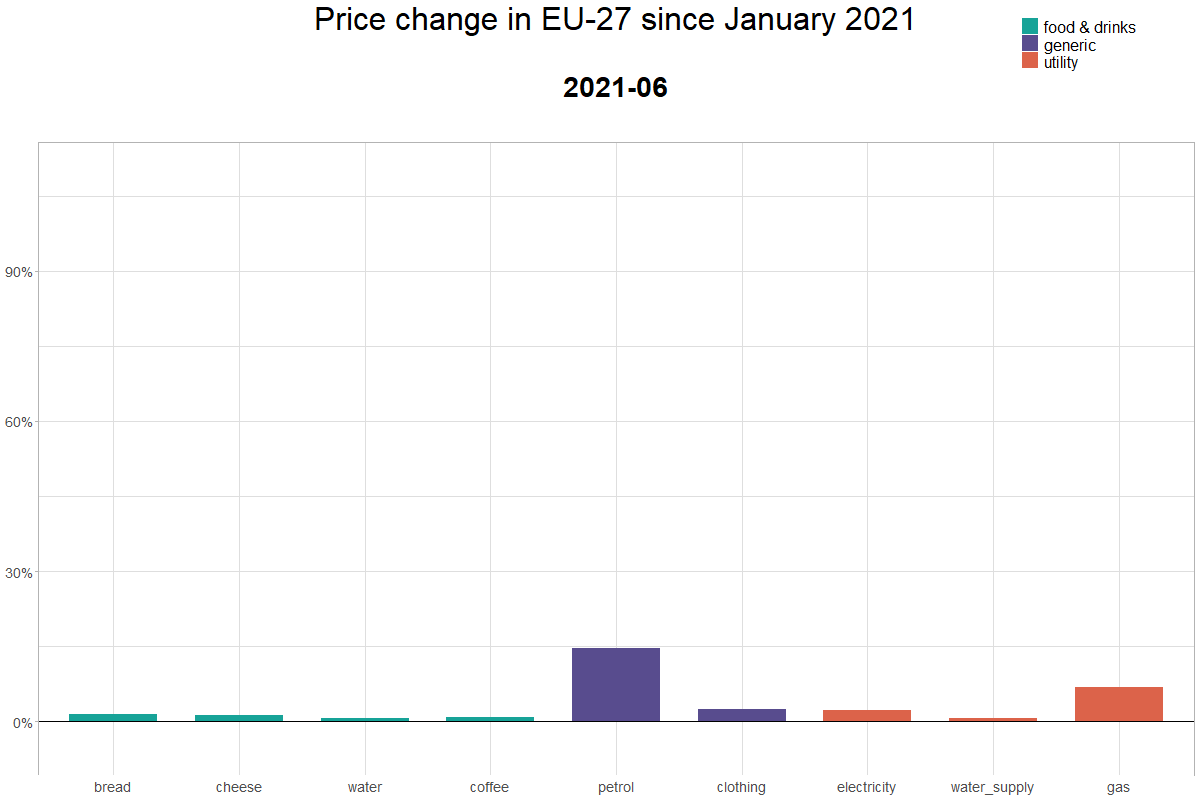 Price change in EU-27 since January 2021
food & drinks
generic
utility
2021-06
90%
60%
30%
0%
bread cheese water coffee petrol clothing electricity water_supply gas